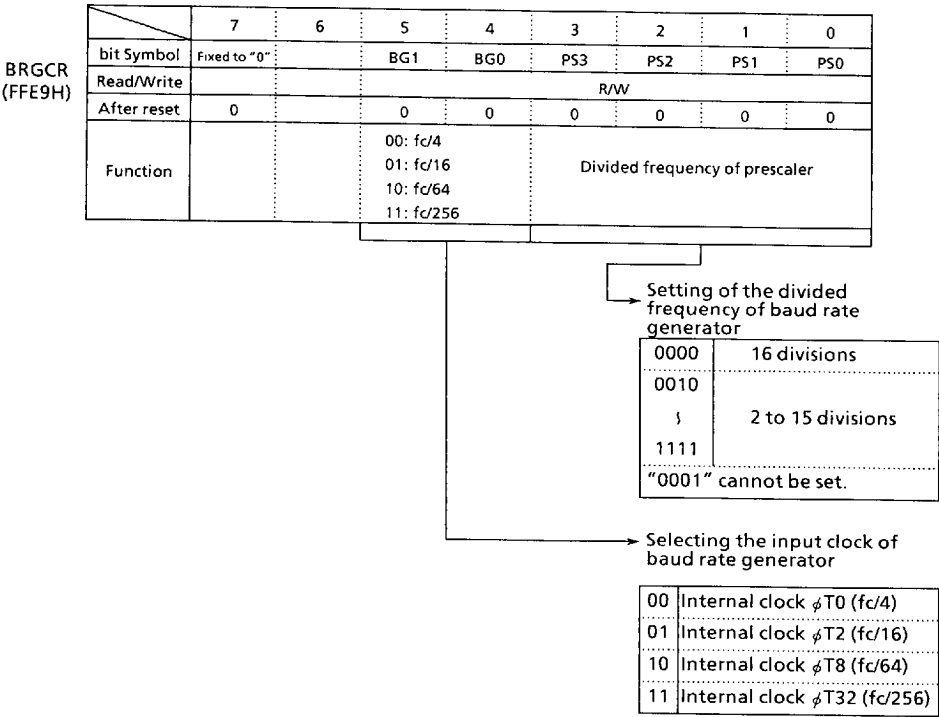 7 6 5 4 3 2 1 0
BRGCR
(FFE9H)
bit Symbol Fixed to "0" BG1 BG0 PS3 PS2 PS1 PS0
Read/Write R/W
After reset 0 0 0 0 0 0 0
Function
00: fc/4
01: fc/16
10: fc/64
11: fc/256
Divided frequency of prescaler
Setting of the divided
frequency of baud rate
generator
0000 16 divisions
0010
≀ 2 to 15 divisions
1111
"0001" cannot be set.
Selecting the input clock of
baud rate generator
00 Internal clock φT0 (fc/4)
01 Internal clock φT2 (fc/16)
10 Internal clock φT8 (fc/64)
11 Internal clock φT32 (fc/256)